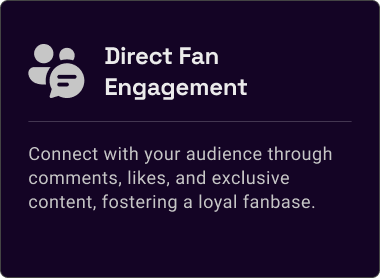 Direct Fan
Engagement
Connect with your audience through
comments, likes, and exclusive
content, fostering a loyal fanbase.